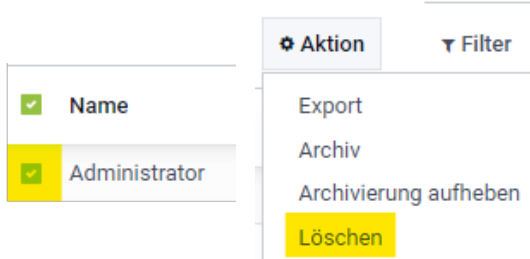 Name
Administrator
Aktion
Filter
Export
Archiv
Archivierung aufheben
Löschen